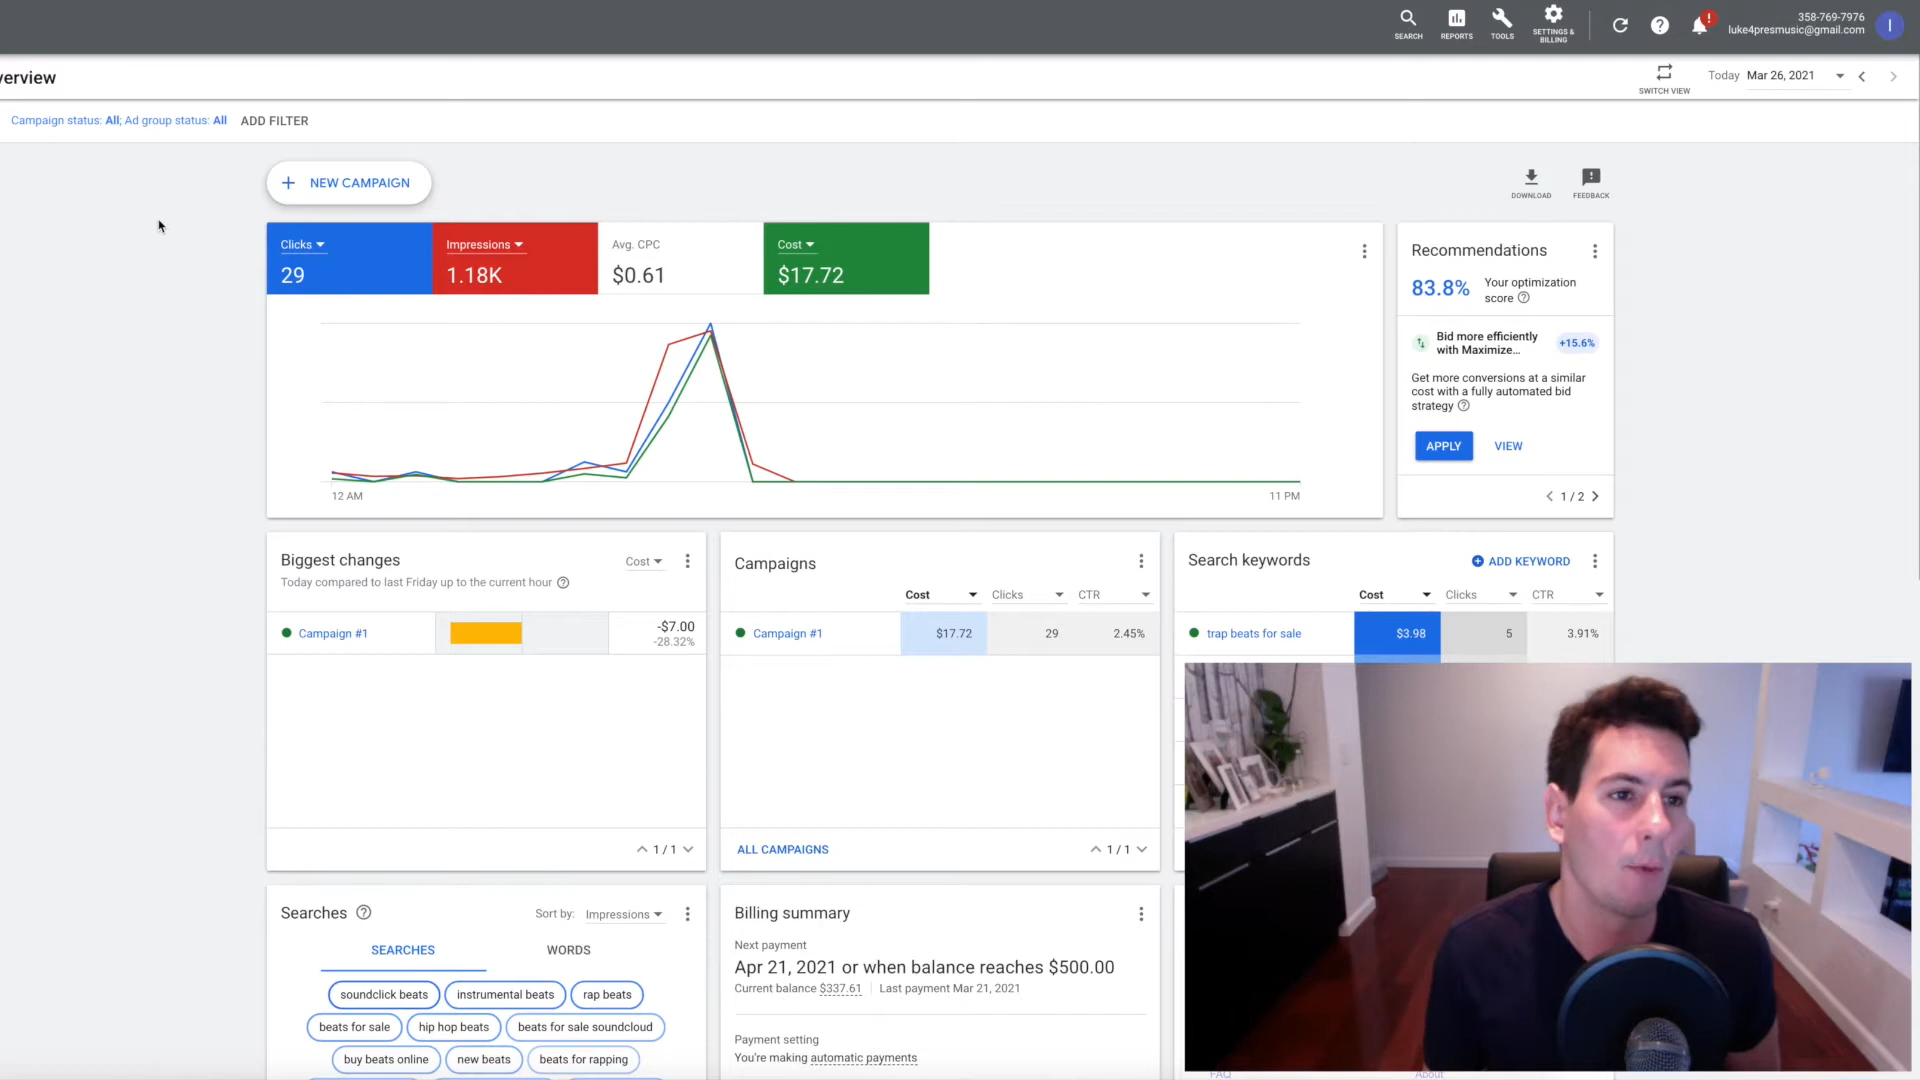 SEARCH
REPORTS
TOOLS
SETTINGS &
BILLING
!
358-769-7976
luke4presmusic@gmail.com
I
verview
SWITCH VIEW
Today Mar 26, 2021
Campaign status: All; Ad group status: All ADD FILTER
NEW CAMPAIGN
DOWNLOAD
FEEDBACK
Clicks
29
Impressions
1.18K
Avg. CPC
$0.61
Cost
$17.72
12 AM
11 PM
Recommendations
83.8%
Your optimization
score
Bid more efficiently
with Maximize...
+15.6%
Get more conversions at a similar
cost with a fully automated bid
strategy
APPLY
VIEW
1 / 2
Biggest changes
Cost
Today compared to last Friday up to the current hour
Campaign #1
-$7.00
-28.32%
1 / 1
Campaigns
Cost Clicks CTR
Campaign #1 $17.72 29 2.45%
ALL CAMPAIGNS
1 / 1
Search keywords
ADD KEYWORD
Cost Clicks CTR
trap beats for sale $3.98 5 3.91%
Searches
Sort by: Impressions
SEARCHES
WORDS
soundclick beats
instrumental beats
rap beats
beats for sale
hip hop beats
beats for sale soundcloud
buy beats online
new beats
beats for rapping
Billing summary
Next payment
Apr 21, 2021 or when balance reaches $500.00
Current balance $337.61
Last payment Mar 21, 2021
Payment setting
You're making automatic payments
FAQ
About